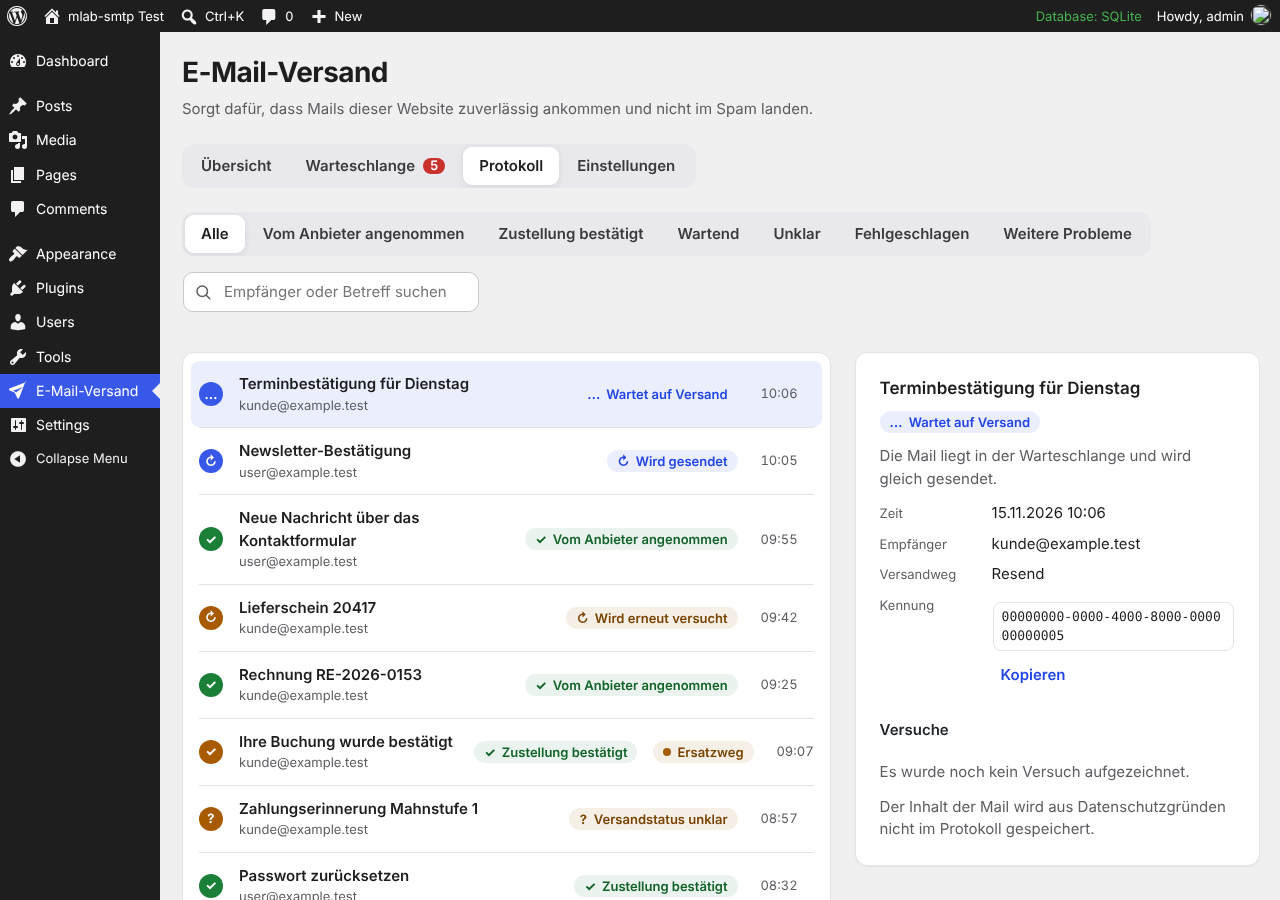 mlab-smtp Test
Ctrl+K
0
New
Database: SQLite
Howdy, admin
Dashboard
Posts
Media
Pages
Comments
Appearance
Plugins
Users
Tools
E-Mail-Versand
Settings
Collapse Menu
E-Mail-Versand
Sorgt dafür, dass Mails dieser Website zuverlässig ankommen und nicht im Spam landen.
Übersicht
Warteschlange 5
Protokoll
Einstellungen
Alle
Vom Anbieter angenommen
Zustellung bestätigt
Wartend
Unklar
Fehlgeschlagen
Weitere Probleme
Empfänger oder Betreff suchen
Terminbestätigung für Dienstag
kunde@example.test
… Wartet auf Versand
10:06
Newsletter-Bestätigung
user@example.test
↻ Wird gesendet
10:05
Neue Nachricht über das
Kontaktformular
user@example.test
✓ Vom Anbieter angenommen
09:55
Lieferschein 20417
kunde@example.test
↻ Wird erneut versucht
09:42
Rechnung RE-2026-0153
kunde@example.test
✓ Vom Anbieter angenommen
09:25
Ihre Buchung wurde bestätigt
kunde@example.test
✓ Zustellung bestätigt
Ersatzweg
09:07
Zahlungserinnerung Mahnstufe 1
kunde@example.test
? Versandstatus unklar
08:57
Passwort zurücksetzen
user@example.test
✓ Zustellung bestätigt
08:32
Terminbestätigung für Dienstag
… Wartet auf Versand
Die Mail liegt in der Warteschlange und wird
gleich gesendet.
Zeit
15.11.2026 10:06
Empfänger
kunde@example.test
Versandweg
Resend
Kennung
00000000-0000-4000-8000-0000
00000005
Kopieren
Versuche
Es wurde noch kein Versuch aufgezeichnet.
Der Inhalt der Mail wird aus Datenschutzgründen
nicht im Protokoll gespeichert.